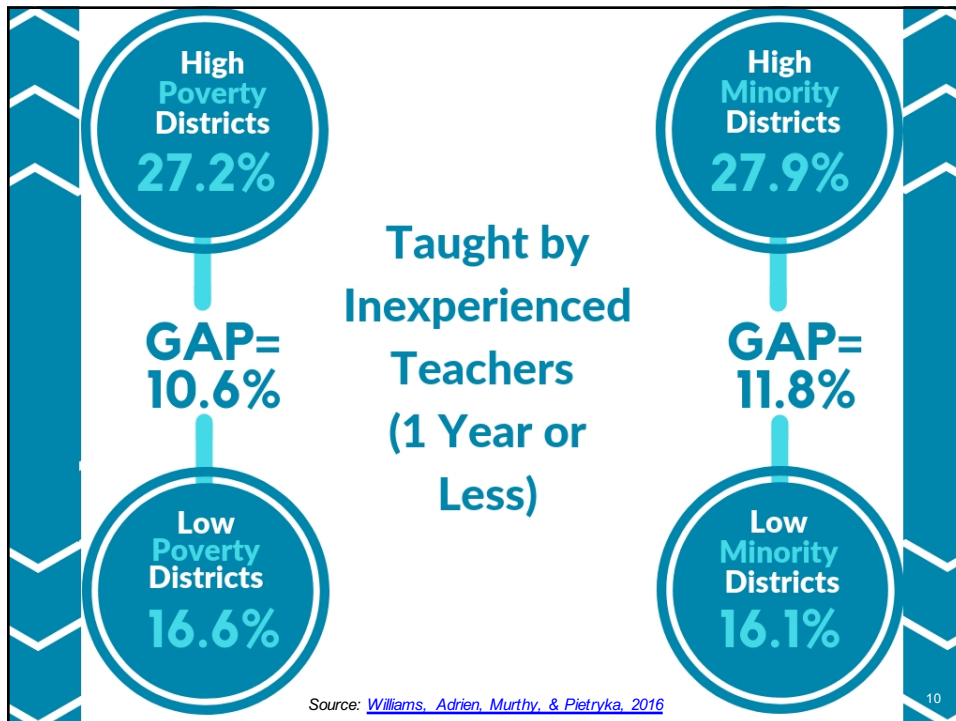 High
Poverty
Districts
27.2%
GAP=
10.6%
Low
Poverty
Districts
16.6%
Taught by
Inexperienced
Teachers
(1 Year or
Less)
High
Minority
Districts
27.9%
GAP=
11.8%
Low
Minority
Districts
16.1%
Source: Williams, Adrien, Murthy, & Pietryka, 2016
10